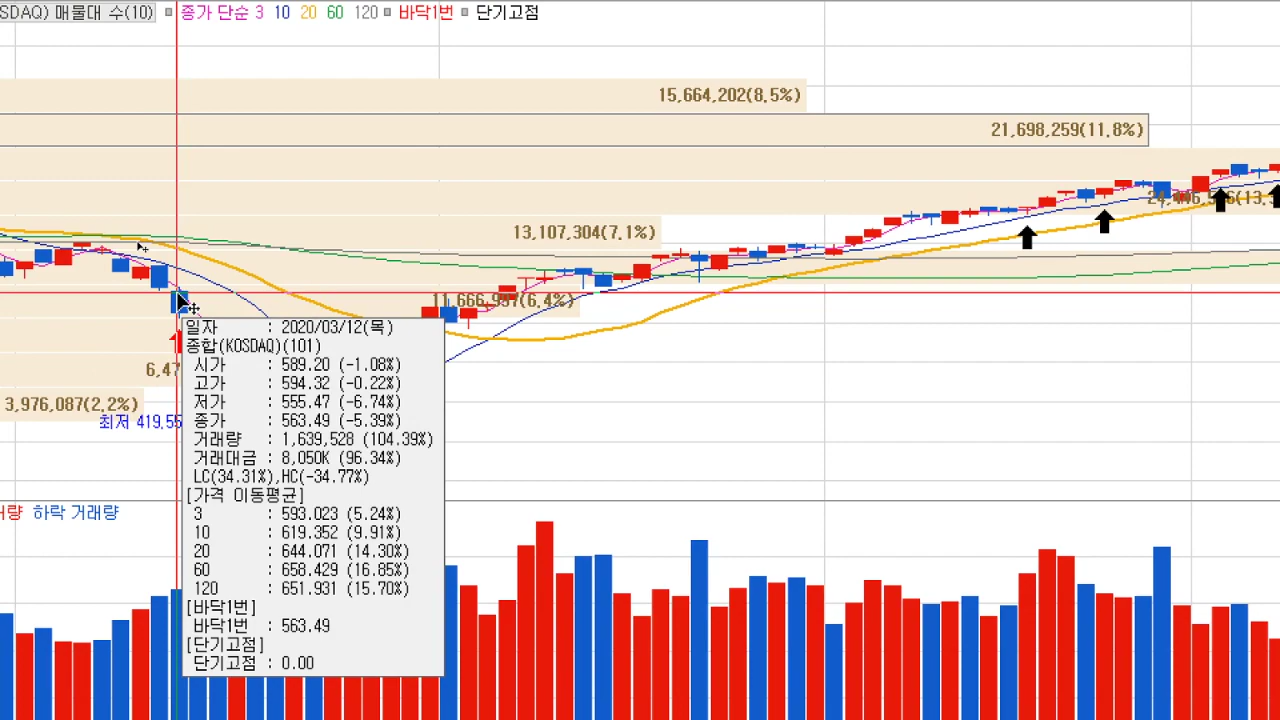 SDAQ) 매물대 수(10) 종가 단순 3 10 20 60 120 바닥1번 단기고점
15,664,202(8.5%)
21,698,259(11.8%)
13,107,304(7.1%)
(6.4%)
3,976,087(2.2%)
최저
일자 : 2020/03/12(목)
종합(KOSDAQ)(101)
시가 : 589.20 (-1.08%)
고가 : 594.32 (-0.22%)
저가 : 555.47 (-6.74%)
종가 : 563.49 (-5.39%)
거래량 : 1,639,528 (104.39%)
거래대금 : 8,050K (96.34%)
LC(34.31%),HC(-34.77%)
[가격 이동평균]
3 : 593.023 (5.24%)
10 : 619.352 (9.91%)
20 : 644.071 (14.30%)
60 : 658.429 (16.85%)
120 : 651.931 (15.70%)
[바닥1번]
바닥1번 : 563.49
[단기고점]
단기고점 : 0.00
하락 거래량